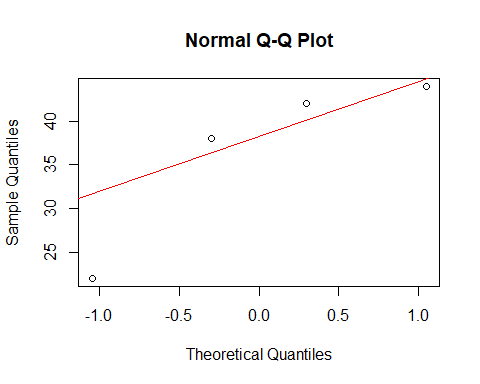 Normal Q-Q Plot
Sample Quantiles
40
35
30
25
-1.0 -0.5 0.0 0.5 1.0
Theoretical Quantiles